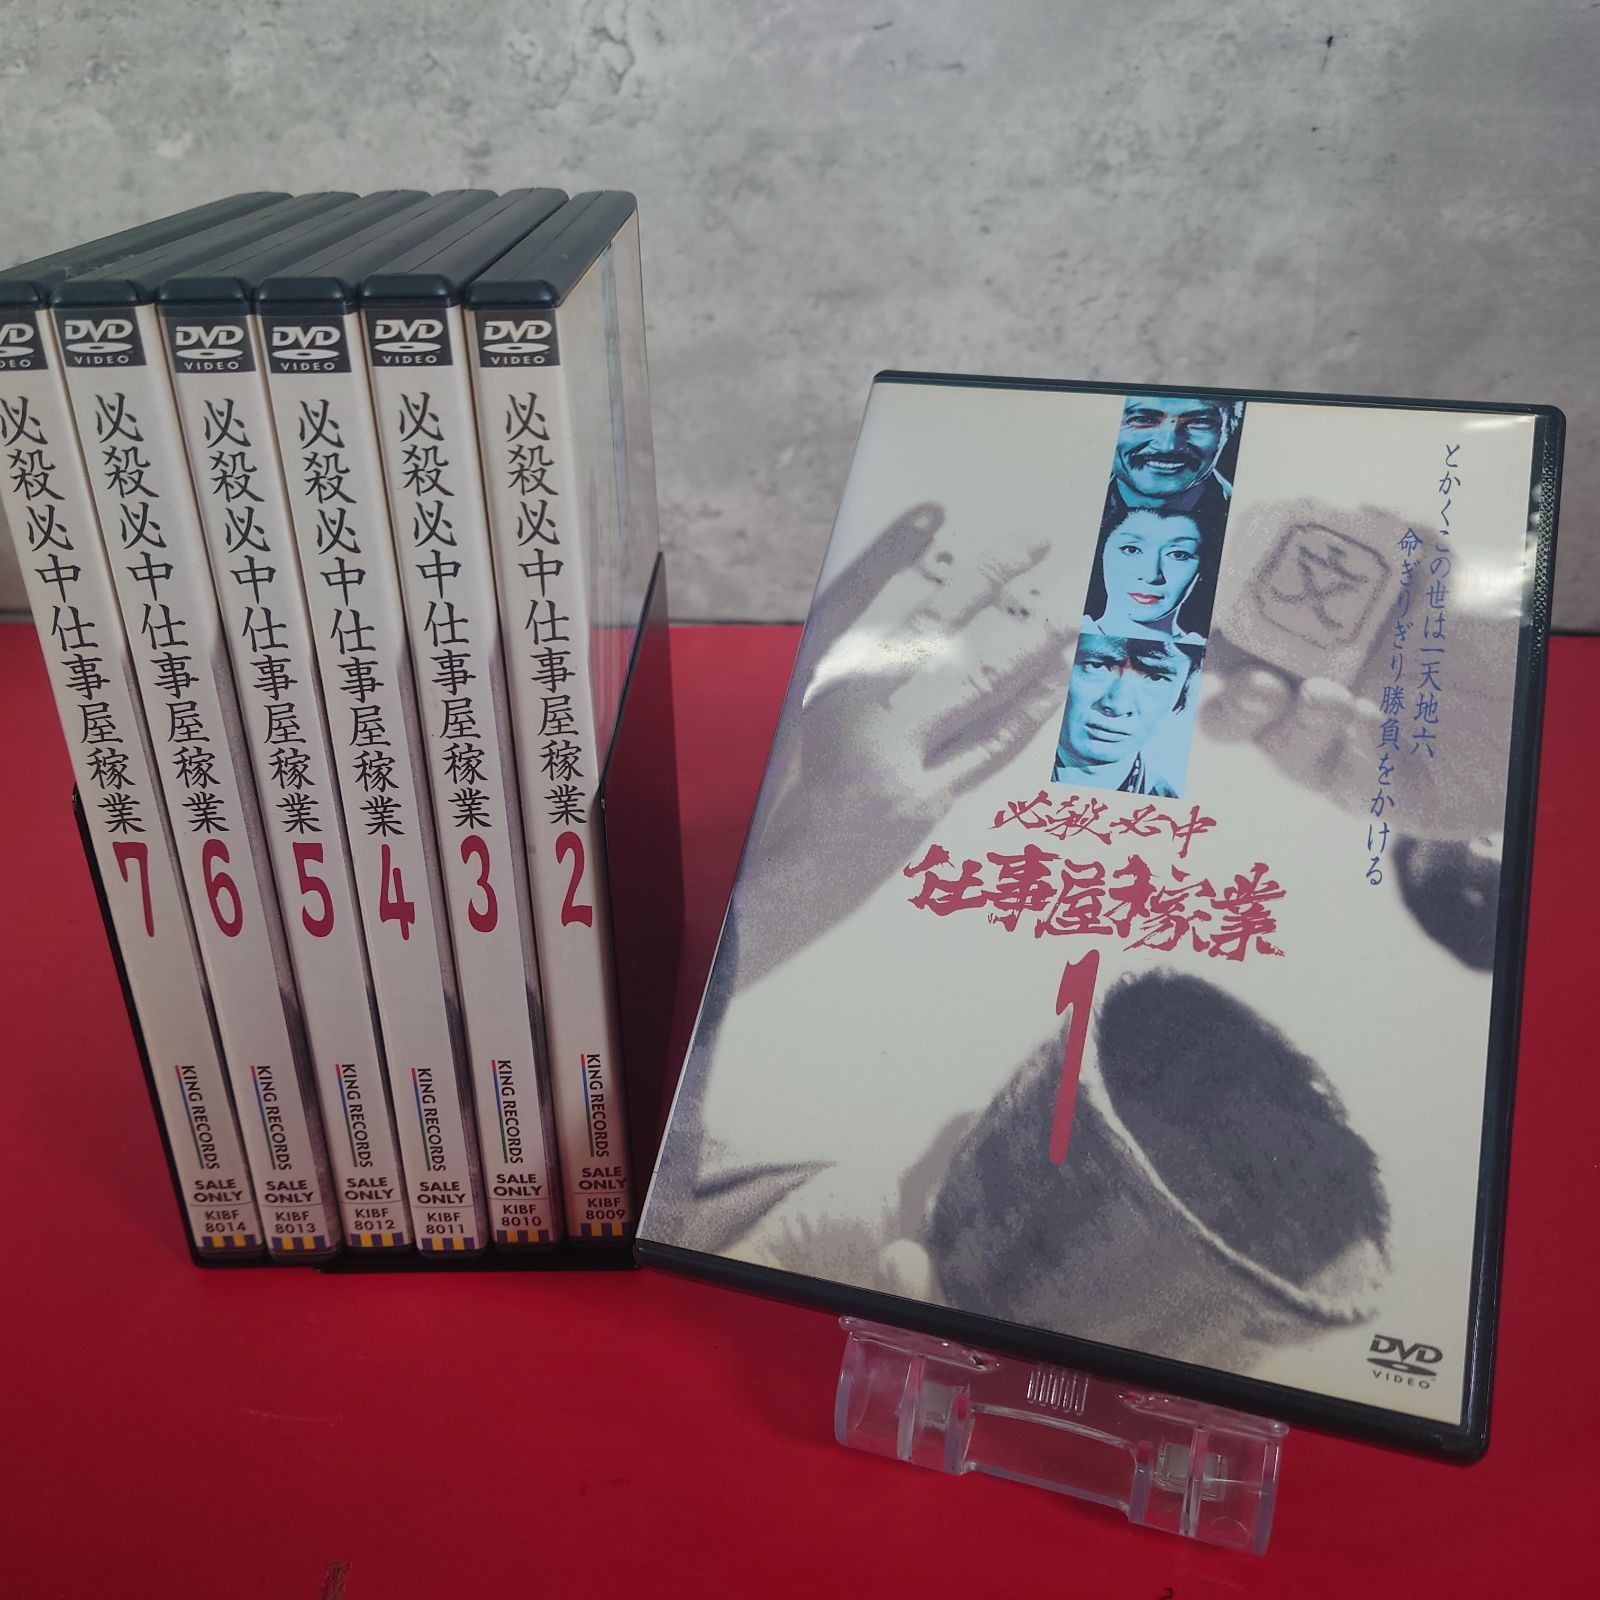 DVD
VIDEO
必殺必中仕事屋稼業
7
KING RECORDS
SALE
ONLY
KIBF
8014
DVD
VIDEO
必殺必中仕事屋稼業
6
KING RECORDS
SALE
ONLY
KIBF
8013
DVD
VIDEO
必殺必中仕事屋稼業
5
KING RECORDS
SALE
ONLY
KIBF
8012
DVD
VIDEO
必殺必中仕事屋稼業
4
KING RECORDS
SALE
ONLY
KIBF
8011
DVD
VIDEO
必殺必中仕事屋稼業
3
KING RECORDS
SALE
ONLY
KIBF
8010
DVD
VIDEO
必殺必中仕事屋稼業
2
KING RECORDS
SALE
ONLY
KIBF
8009
とかくこの世は一天地六
命ぎりぎり勝負をかける
文
必殺必中
仕事屋稼業
1
DVD
VIDEO